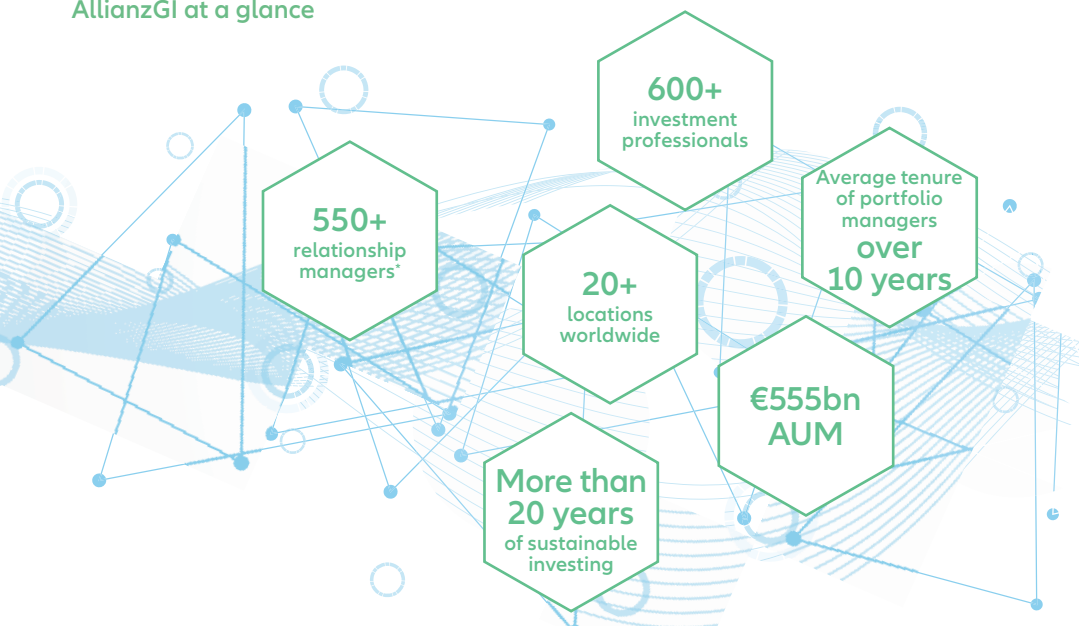 AllianzGI at a glance
600+
investment
professionals
Average tenure
of portfolio
managers
over
10 years
550+
relationship
managers*
20+
locations
worldwide
€555bn
AUM
More than
20 years
of sustainable
investing